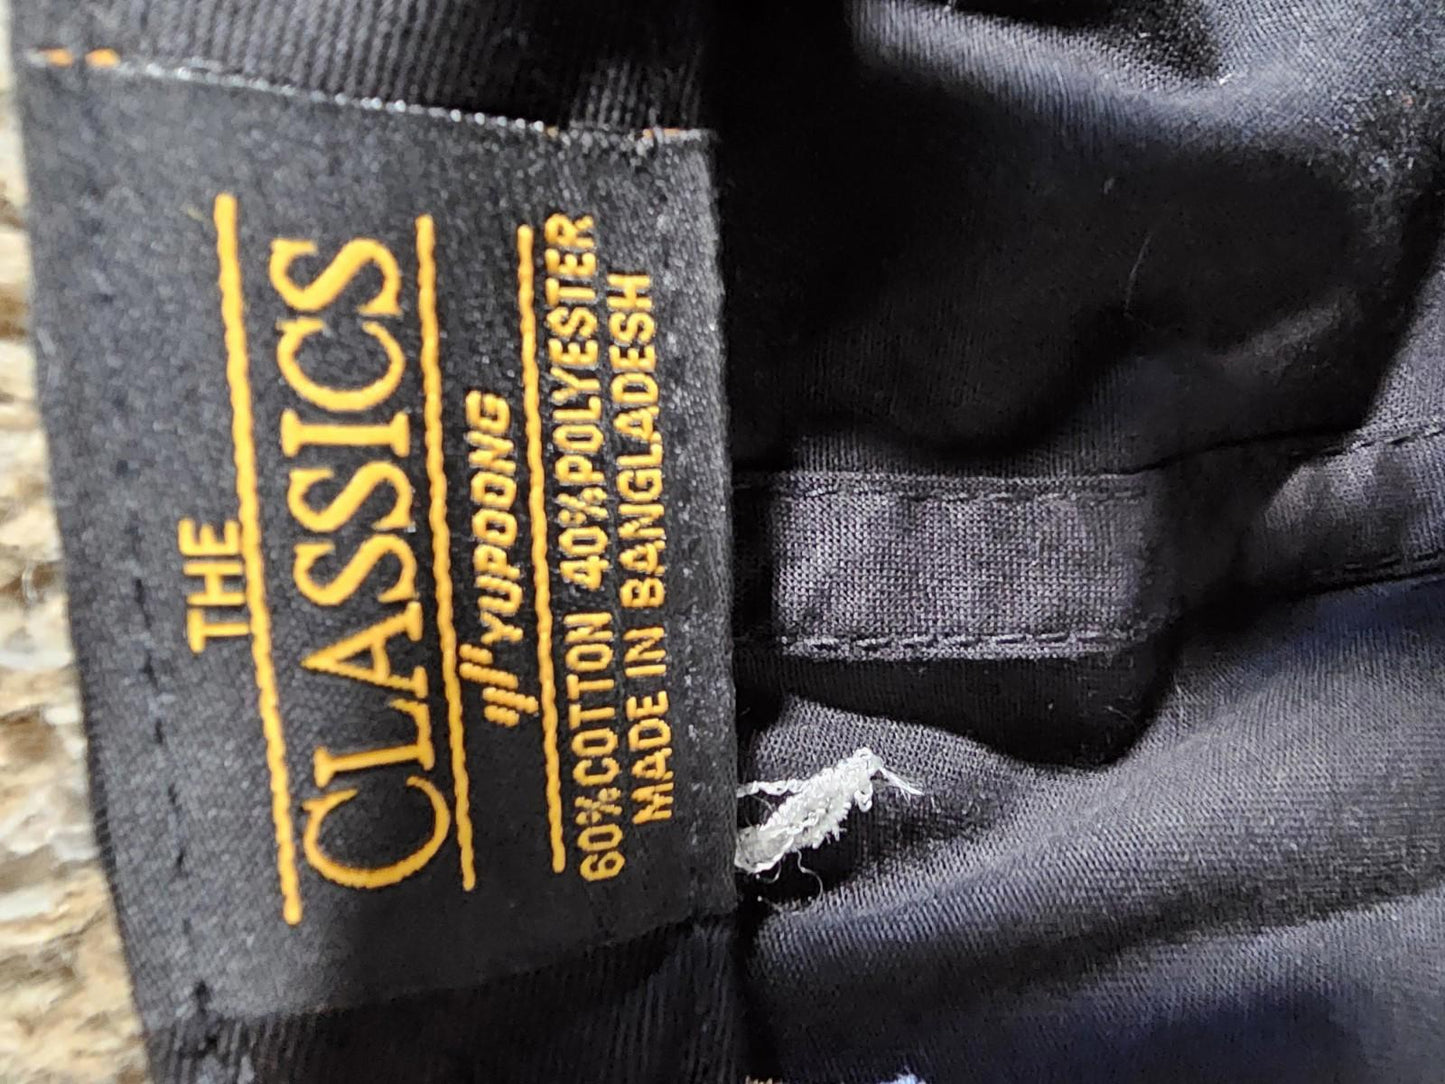 THE
CLASSICS
YUPOONG
60% COTTON 40% POLYESTER
MADE IN BANGLADESH